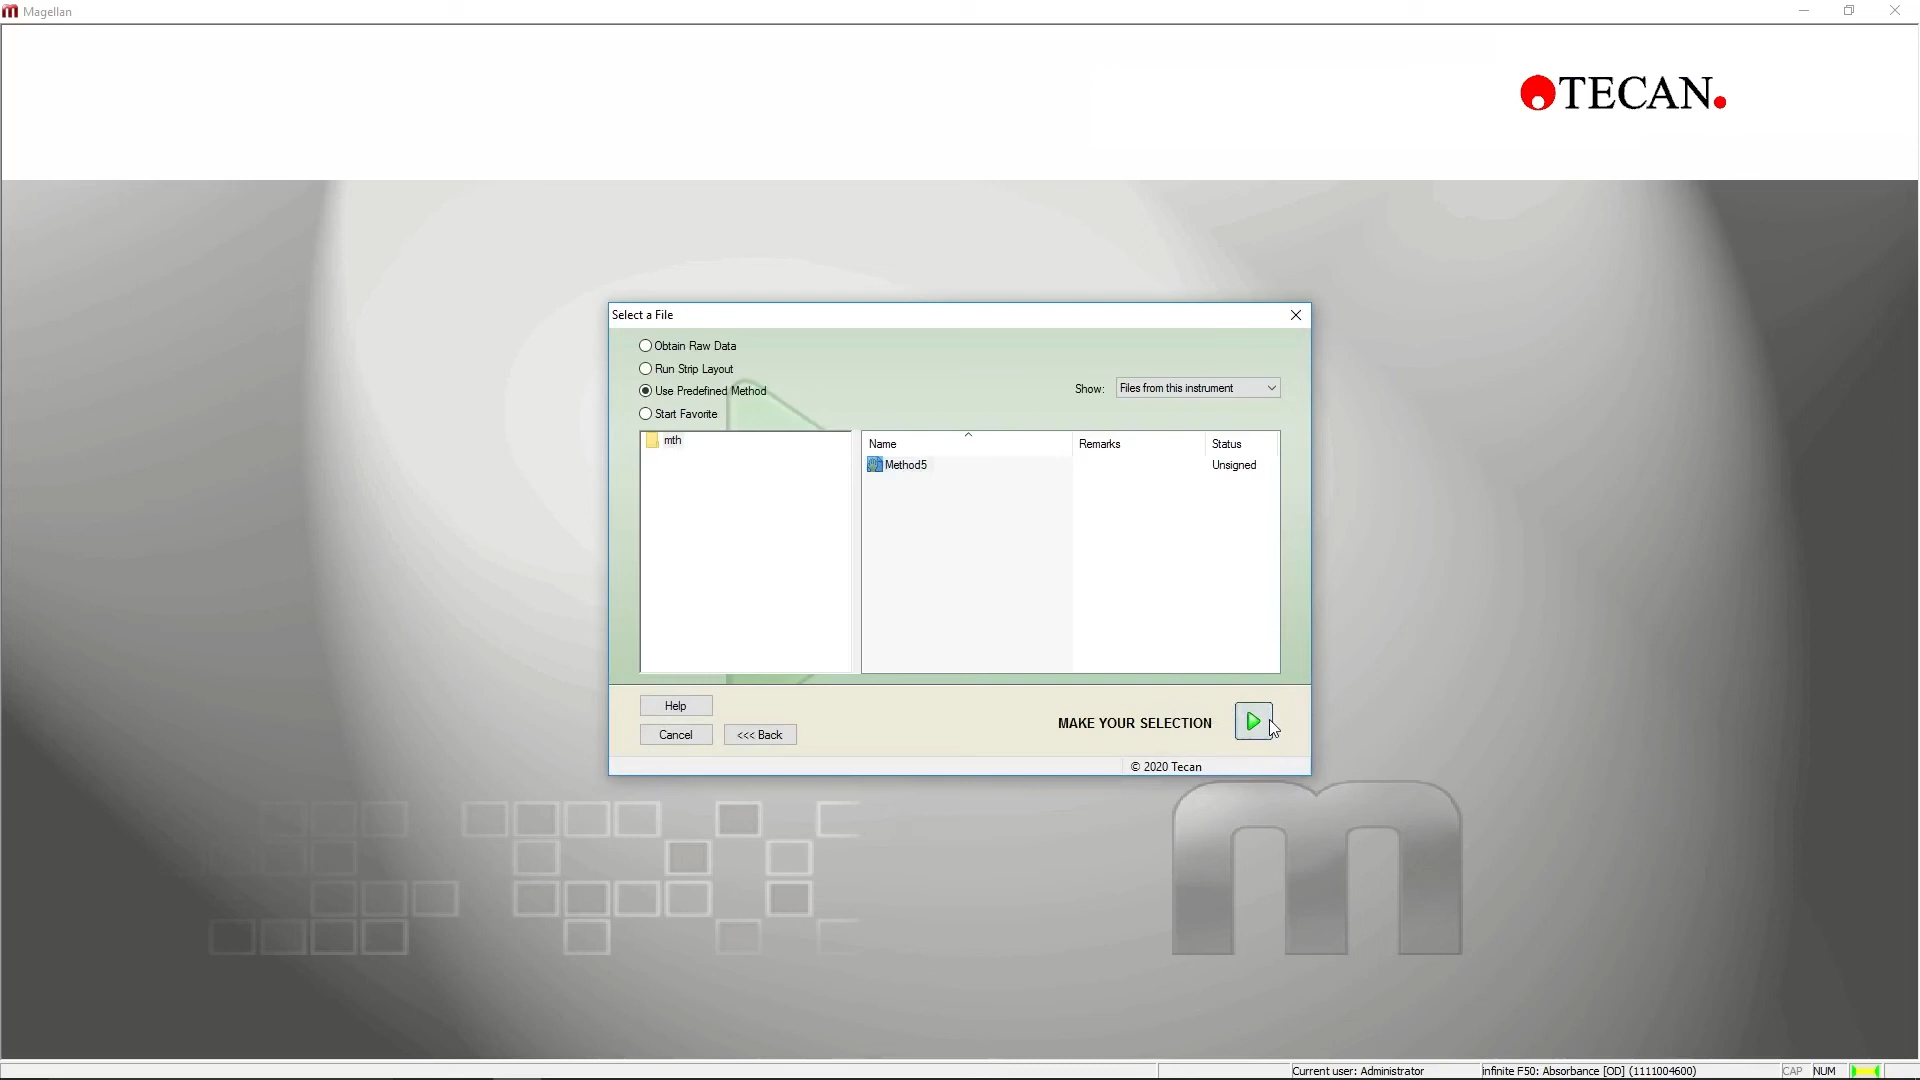 Magellan
TECAN.
Select a File
Obtain Raw Data
Run Strip Layout
Use Predefined Method
Show: Files from this instrument
Start Favorite
mth
Name Remarks Status
Method5 Unsigned
Help
MAKE YOUR SELECTION
Cancel <<< Back
© 2020 Tecan
m
Current user: Administrator infinite F50: Absorbance [OD] (1111004600) CAP NUM